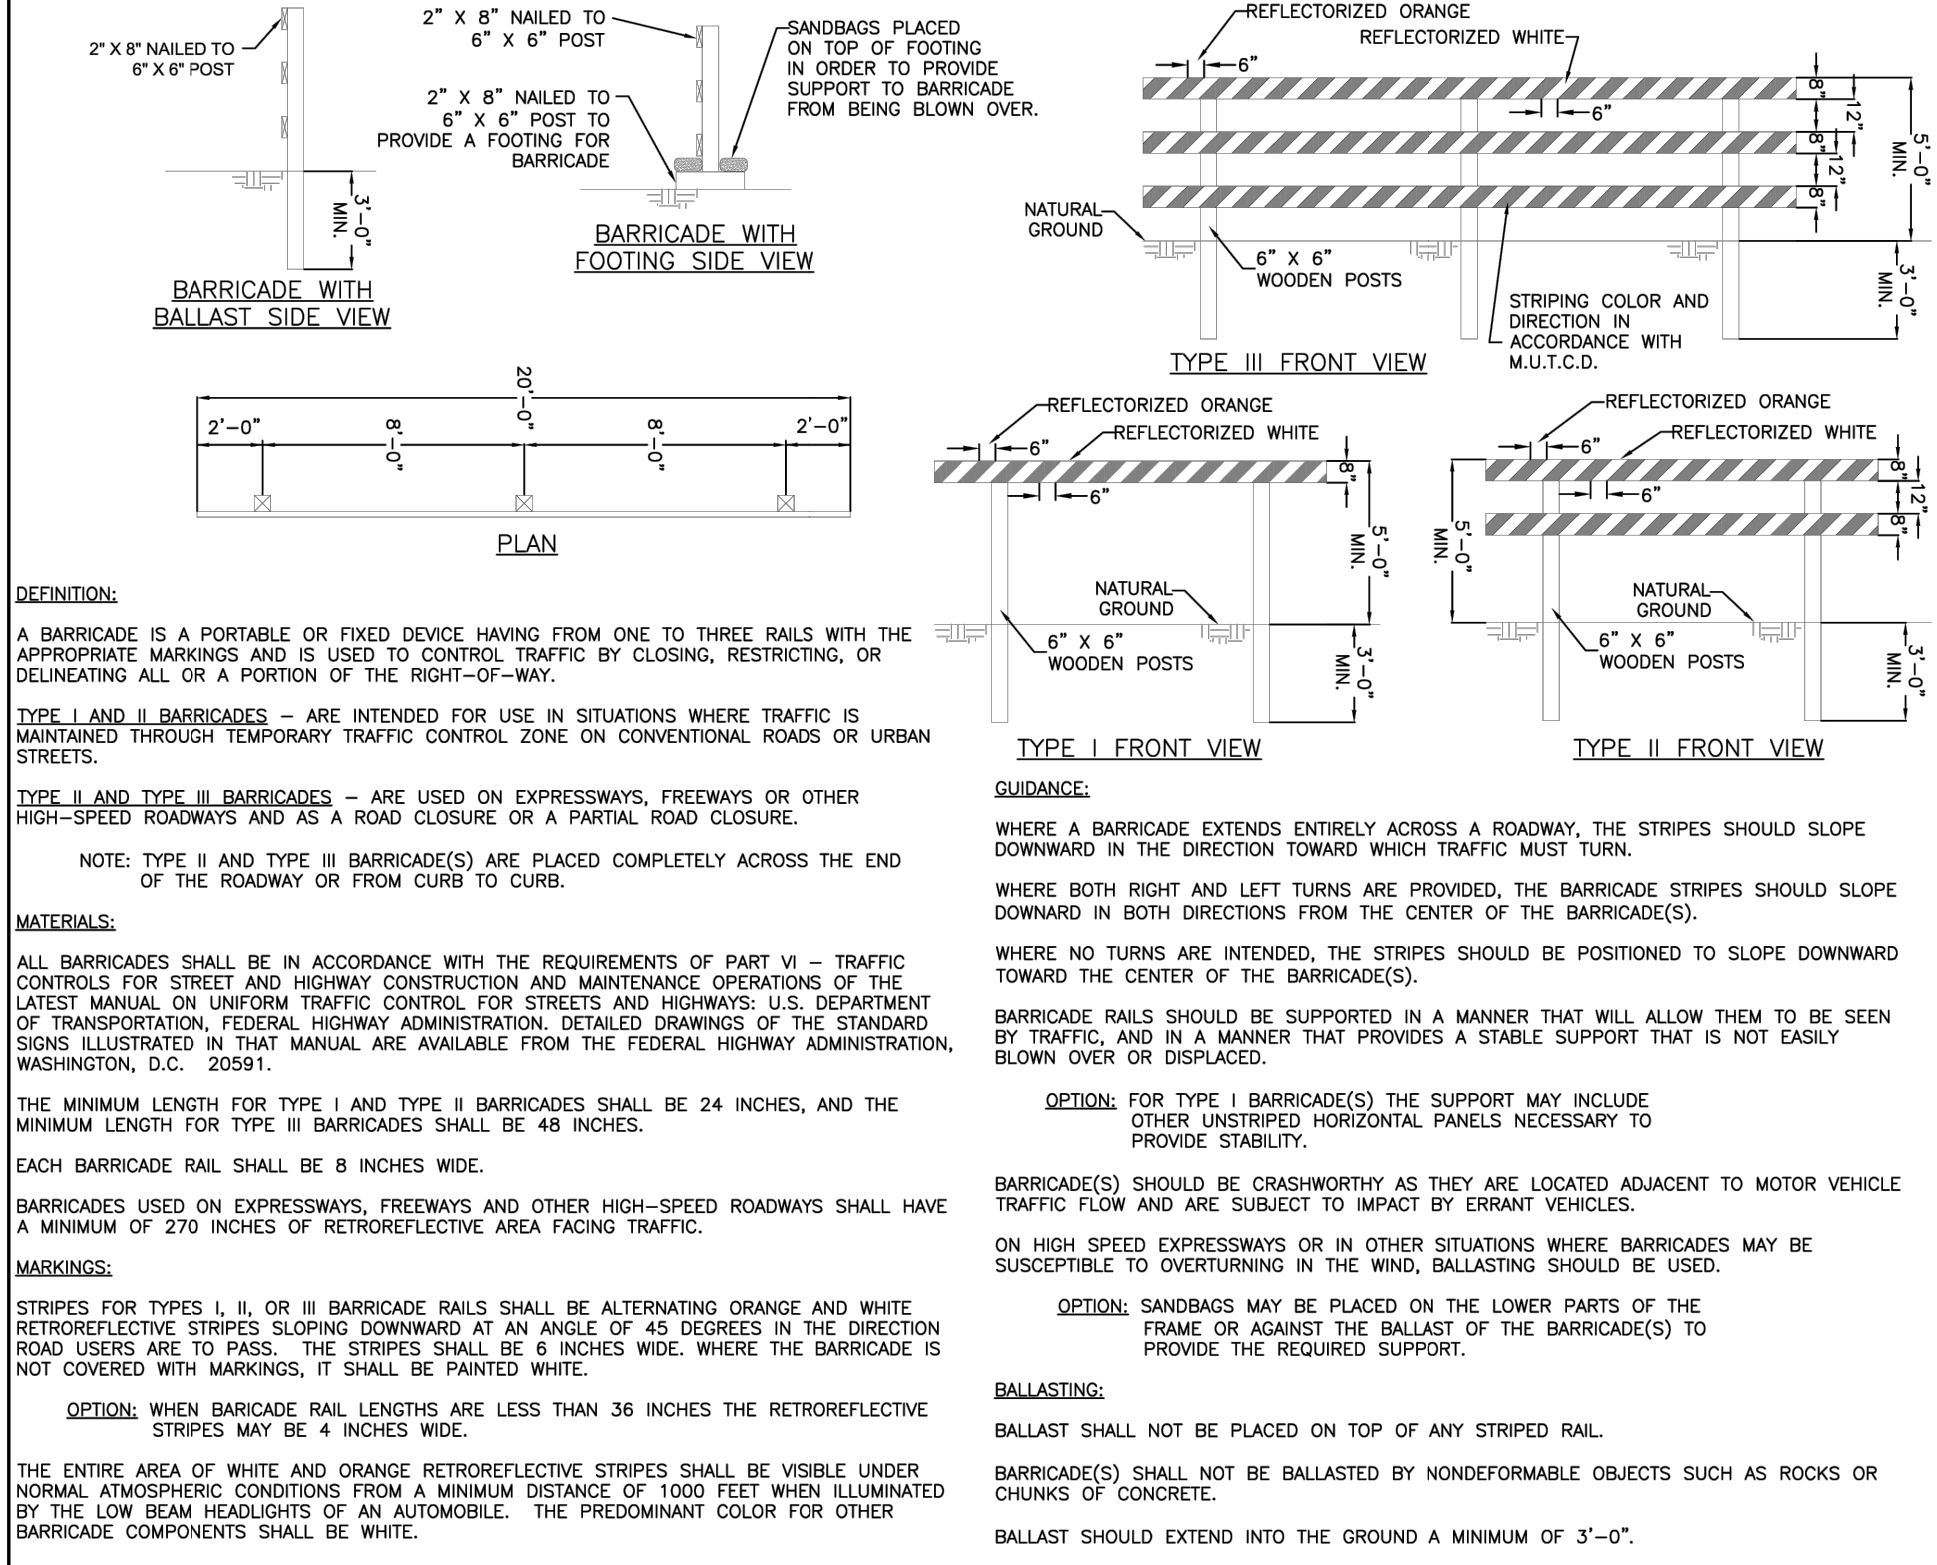 2" X 8" NAILED TO
6" X 6" POST
3'-0"
MIN.
BARRICADE WITH
BALLAST SIDE VIEW
2" X 8" NAILED TO
6" X 6" POST
2" X 8" NAILED TO
6" X 6" POST TO
PROVIDE A FOOTING FOR
BARRICADE
SANDBAGS PLACED
ON TOP OF FOOTING
IN ORDER TO PROVIDE
SUPPORT TO BARRICADE
FROM BEING BLOWN OVER.
BARRICADE WITH
FOOTING SIDE VIEW
REFLECTORIZED ORANGE
REFLECTORIZED WHITE
6"
6"
8"
12"
8"
12"
8"
5'-0"
MIN.
NATURAL
GROUND
6" X 6"
WOODEN POSTS
3'-0"
MIN.
STRIPING COLOR AND
DIRECTION IN
ACCORDANCE WITH
M.U.T.C.D.
TYPE III FRONT VIEW
20'-0"
2'-0"
8'-0"
8'-0"
2'-0"
PLAN
REFLECTORIZED ORANGE
REFLECTORIZED WHITE
6"
6"
8"
5'-0"
MIN.
NATURAL
GROUND
6" X 6"
WOODEN POSTS
3'-0"
MIN.
TYPE I FRONT VIEW
REFLECTORIZED ORANGE
REFLECTORIZED WHITE
6"
6"
8"
12"
8"
5'-0"
MIN.
NATURAL
GROUND
6" X 6"
WOODEN POSTS
3'-0"
MIN.
TYPE II FRONT VIEW
DEFINITION:
A BARRICADE IS A PORTABLE OR FIXED DEVICE HAVING FROM ONE TO THREE RAILS WITH THE
APPROPRIATE MARKINGS AND IS USED TO CONTROL TRAFFIC BY CLOSING, RESTRICTING, OR
DELINEATING ALL OR A PORTION OF THE RIGHT-OF-WAY.
TYPE I AND II BARRICADES – ARE INTENDED FOR USE IN SITUATIONS WHERE TRAFFIC IS
MAINTAINED THROUGH TEMPORARY TRAFFIC CONTROL ZONE ON CONVENTIONAL ROADS OR URBAN
STREETS.
TYPE II AND TYPE III BARRICADES – ARE USED ON EXPRESSWAYS, FREEWAYS OR OTHER
HIGH-SPEED ROADWAYS AND AS A ROAD CLOSURE OR A PARTIAL ROAD CLOSURE.
NOTE: TYPE II AND TYPE III BARRICADE(S) ARE PLACED COMPLETELY ACROSS THE END
OF THE ROADWAY OR FROM CURB TO CURB.
MATERIALS:
ALL BARRICADES SHALL BE IN ACCORDANCE WITH THE REQUIREMENTS OF PART VI – TRAFFIC
CONTROLS FOR STREET AND HIGHWAY CONSTRUCTION AND MAINTENANCE OPERATIONS OF THE
LATEST MANUAL ON UNIFORM TRAFFIC CONTROL FOR STREETS AND HIGHWAYS: U.S. DEPARTMENT
OF TRANSPORTATION, FEDERAL HIGHWAY ADMINISTRATION. DETAILED DRAWINGS OF THE STANDARD
SIGNS ILLUSTRATED IN THAT MANUAL ARE AVAILABLE FROM THE FEDERAL HIGHWAY ADMINISTRATION,
WASHINGTON, D.C. 20591.
THE MINIMUM LENGTH FOR TYPE I AND TYPE II BARRICADES SHALL BE 24 INCHES, AND THE
MINIMUM LENGTH FOR TYPE III BARRICADES SHALL BE 48 INCHES.
EACH BARRICADE RAIL SHALL BE 8 INCHES WIDE.
BARRICADES USED ON EXPRESSWAYS, FREEWAYS AND OTHER HIGH-SPEED ROADWAYS SHALL HAVE
A MINIMUM OF 270 INCHES OF RETROREFLECTIVE AREA FACING TRAFFIC.
MARKINGS:
STRIPES FOR TYPES I, II, OR III BARRICADE RAILS SHALL BE ALTERNATING ORANGE AND WHITE
RETROREFLECTIVE STRIPES SLOPING DOWNWARD AT AN ANGLE OF 45 DEGREES IN THE DIRECTION
ROAD USERS ARE TO PASS. THE STRIPES SHALL BE 6 INCHES WIDE. WHERE THE BARRICADE IS
NOT COVERED WITH MARKINGS, IT SHALL BE PAINTED WHITE.
OPTION: WHEN BARICADE RAIL LENGTHS ARE LESS THAN 36 INCHES THE RETROREFLECTIVE
STRIPES MAY BE 4 INCHES WIDE.
THE ENTIRE AREA OF WHITE AND ORANGE RETROREFLECTIVE STRIPES SHALL BE VISIBLE UNDER
NORMAL ATMOSPHERIC CONDITIONS FROM A MINIMUM DISTANCE OF 1000 FEET WHEN ILLUMINATED
BY THE LOW BEAM HEADLIGHTS OF AN AUTOMOBILE. THE PREDOMINANT COLOR FOR OTHER
BARRICADE COMPONENTS SHALL BE WHITE.
GUIDANCE:
WHERE A BARRICADE EXTENDS ENTIRELY ACROSS A ROADWAY, THE STRIPES SHOULD SLOPE
DOWNWARD IN THE DIRECTION TOWARD WHICH TRAFFIC MUST TURN.
WHERE BOTH RIGHT AND LEFT TURNS ARE PROVIDED, THE BARRICADE STRIPES SHOULD SLOPE
DOWNARD IN BOTH DIRECTIONS FROM THE CENTER OF THE BARRICADE(S).
WHERE NO TURNS ARE INTENDED, THE STRIPES SHOULD BE POSITIONED TO SLOPE DOWNWARD
TOWARD THE CENTER OF THE BARRICADE(S).
BARRICADE RAILS SHOULD BE SUPPORTED IN A MANNER THAT WILL ALLOW THEM TO BE SEEN
BY TRAFFIC, AND IN A MANNER THAT PROVIDES A STABLE SUPPORT THAT IS NOT EASILY
BLOWN OVER OR DISPLACED.
OPTION: FOR TYPE I BARRICADE(S) THE SUPPORT MAY INCLUDE
OTHER UNSTRIPED HORIZONTAL PANELS NECESSARY TO
PROVIDE STABILITY.
BARRICADE(S) SHOULD BE CRASHWORTHY AS THEY ARE LOCATED ADJACENT TO MOTOR VEHICLE
TRAFFIC FLOW AND ARE SUBJECT TO IMPACT BY ERRANT VEHICLES.
ON HIGH SPEED EXPRESSWAYS OR IN OTHER SITUATIONS WHERE BARRICADES MAY BE
SUSCEPTIBLE TO OVERTURNING IN THE WIND, BALLASTING SHOULD BE USED.
OPTION: SANDBAGS MAY BE PLACED ON THE LOWER PARTS OF THE
FRAME OR AGAINST THE BALLAST OF THE BARRICADE(S) TO
PROVIDE THE REQUIRED SUPPORT.
BALLASTING:
BALLAST SHALL NOT BE PLACED ON TOP OF ANY STRIPED RAIL.
BARRICADE(S) SHALL NOT BE BALLASTED BY NONDEFORMABLE OBJECTS SUCH AS ROCKS OR
CHUNKS OF CONCRETE.
BALLAST SHOULD EXTEND INTO THE GROUND A MINIMUM OF 3'-0".